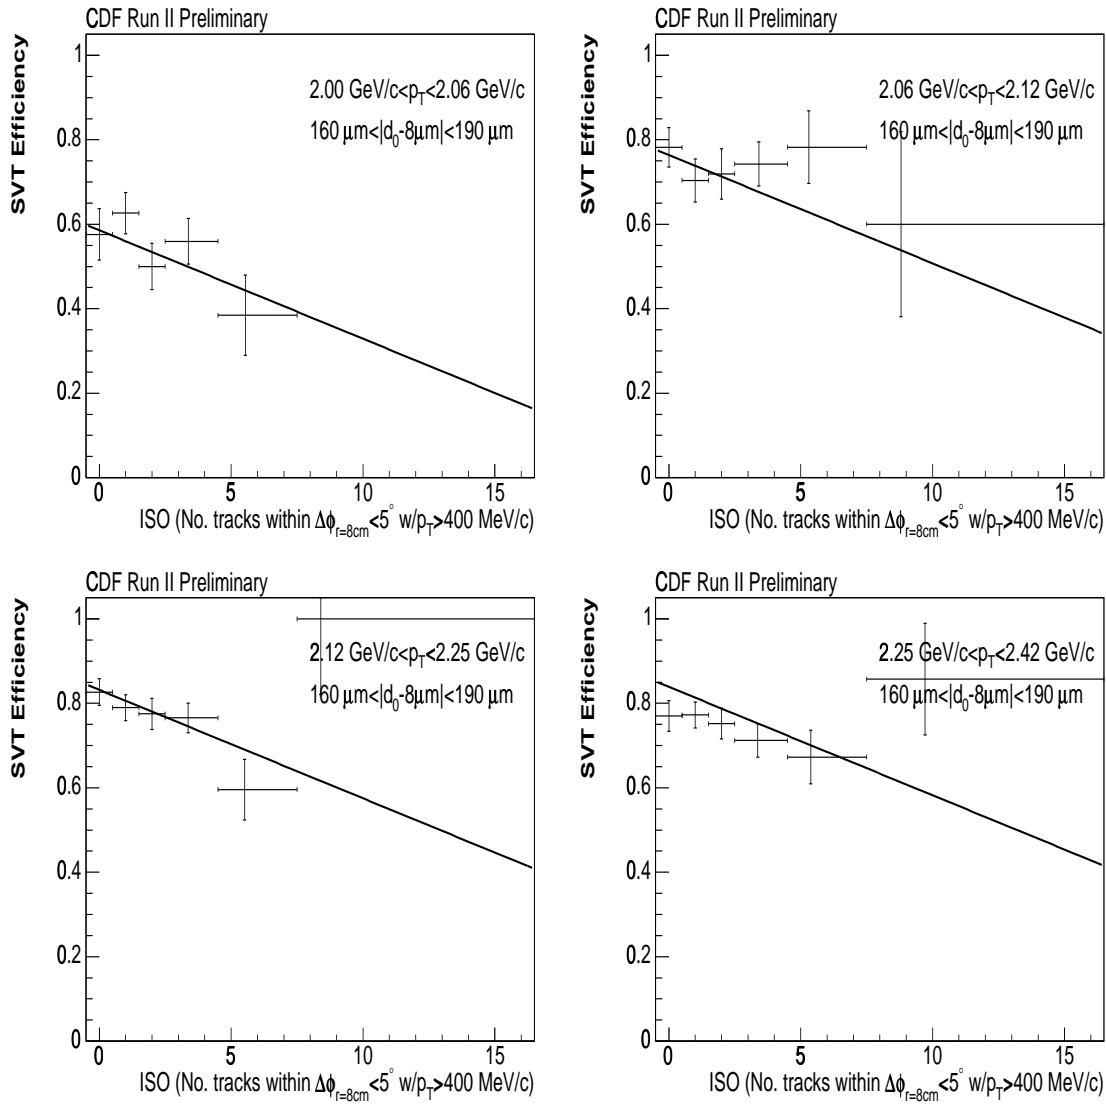 CDF Run II Preliminary
SVT Efficiency
2.00 GeV/c<p_T<2.06 GeV/c
160 μm<|d_0-8μm|<190 μm
1
0.8
0.6
0.4
0.2
0
0 5 10 15
ISO (No. tracks within Δϕ_r=8cm<5° w/p_T>400 MeV/c)
CDF Run II Preliminary
SVT Efficiency
2.06 GeV/c<p_T<2.12 GeV/c
160 μm<|d_0-8μm|<190 μm
1
0.8
0.6
0.4
0.2
0
0 5 10 15
ISO (No. tracks within Δϕ_r=8cm<5° w/p_T>400 MeV/c)
CDF Run II Preliminary
SVT Efficiency
2.12 GeV/c<p_T<2.25 GeV/c
160 μm<|d_0-8μm|<190 μm
1
0.8
0.6
0.4
0.2
0
0 5 10 15
ISO (No. tracks within Δϕ_r=8cm<5° w/p_T>400 MeV/c)
CDF Run II Preliminary
SVT Efficiency
2.25 GeV/c<p_T<2.42 GeV/c
160 μm<|d_0-8μm|<190 μm
1
0.8
0.6
0.4
0.2
0
0 5 10 15
ISO (No. tracks within Δϕ_r=8cm<5° w/p_T>400 MeV/c)